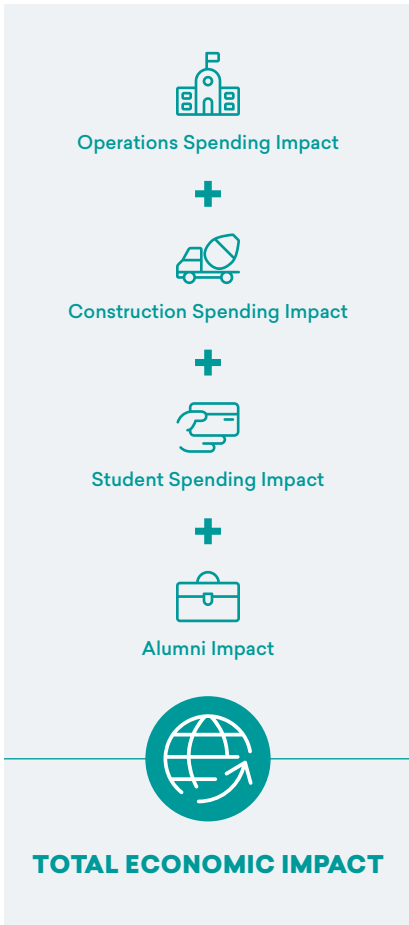 Operations Spending Impact
+
Construction Spending Impact
+
Student Spending Impact
+
Alumni Impact
TOTAL ECONOMIC IMPACT